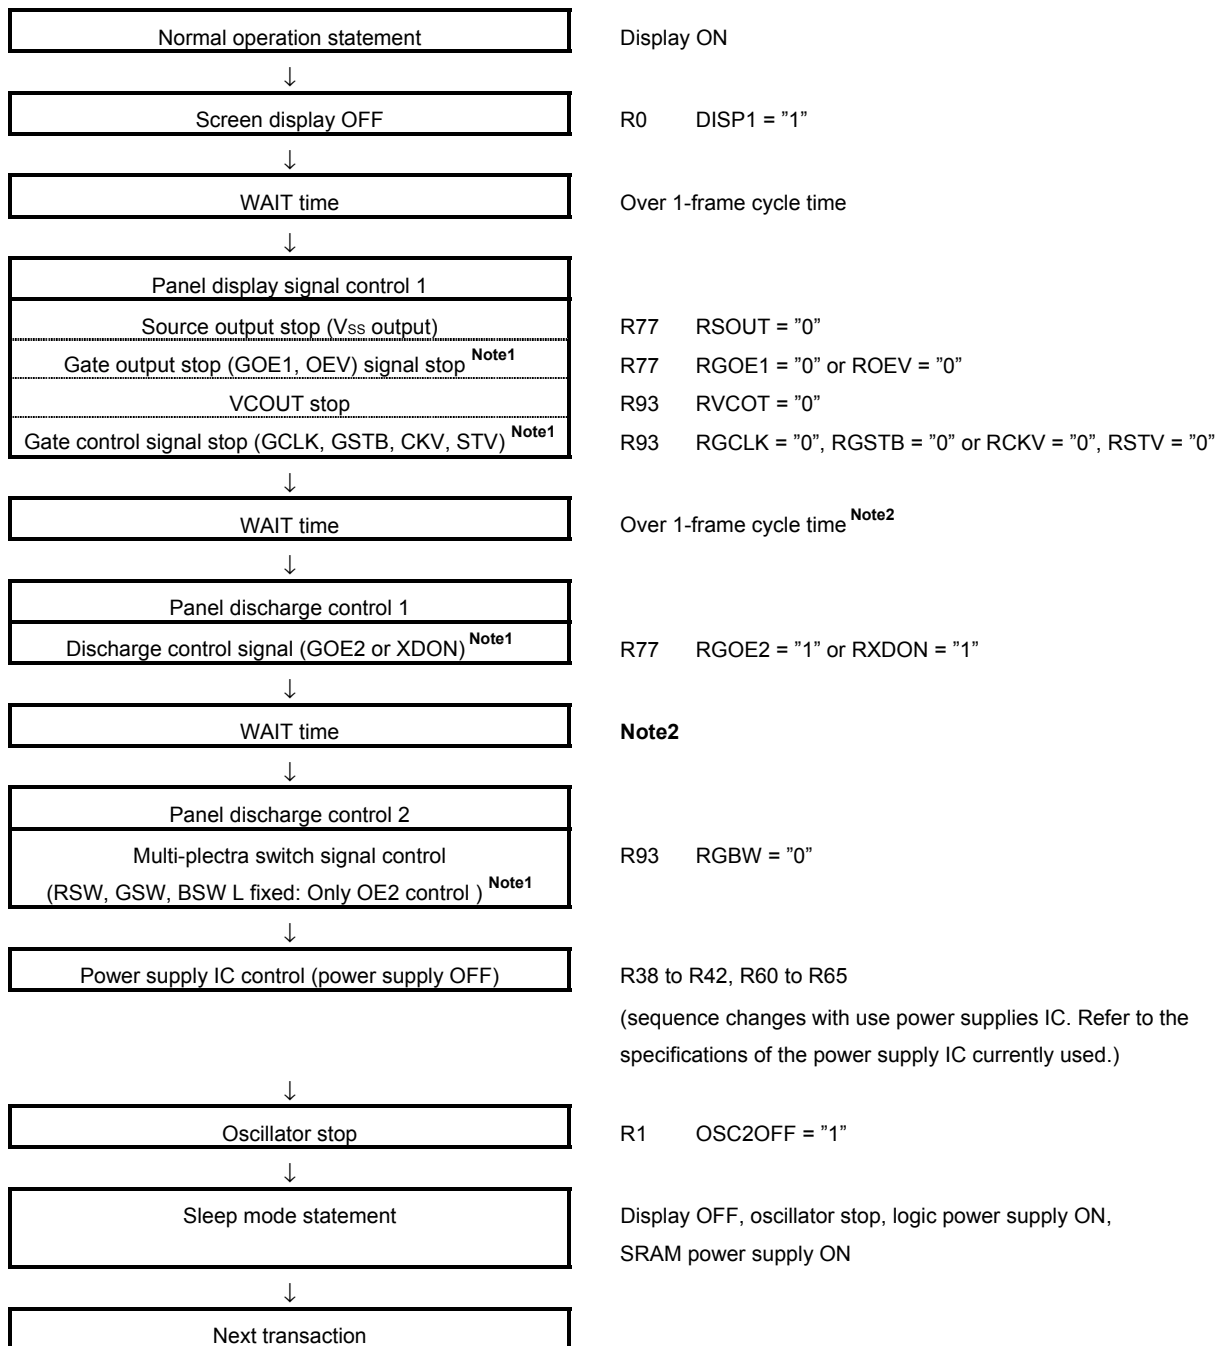 Normal operation statement Display ON
↓
Screen display OFF R0 DISP1 = ”1”
↓
WAIT time Over 1-frame cycle time
↓
Panel display signal control 1
Source output stop (VSS output) R77 RSOUT = ”0”
Gate output stop (GOE1, OEV) signal stop Note1 R77 RGOE1 = ”0” or ROEV = ”0”
VCOUT stop R93 RVCOT = ”0”
Gate control signal stop (GCLK, GSTB, CKV, STV) Note1 R93 RGCLK = ”0”, RGSTB = ”0” or RCKV = ”0”, RSTV = ”0”
↓
WAIT time Over 1-frame cycle time Note2
↓
Panel discharge control 1
Discharge control signal (GOE2 or XDON) Note1 R77 RGOE2 = ”1” or RXDON = ”1”
↓
WAIT time Note2
↓
Panel discharge control 2
Multi-plectra switch signal control R93 RGBW = ”0”
(RSW, GSW, BSW L fixed: Only OE2 control ) Note1
↓
Power supply IC control (power supply OFF) R38 to R42, R60 to R65
(sequence changes with use power supplies IC. Refer to the
specifications of the power supply IC currently used.)
↓
Oscillator stop R1 OSC2OFF = ”1”
↓
Sleep mode statement Display OFF, oscillator stop, logic power supply ON,
SRAM power supply ON
↓
Next transaction